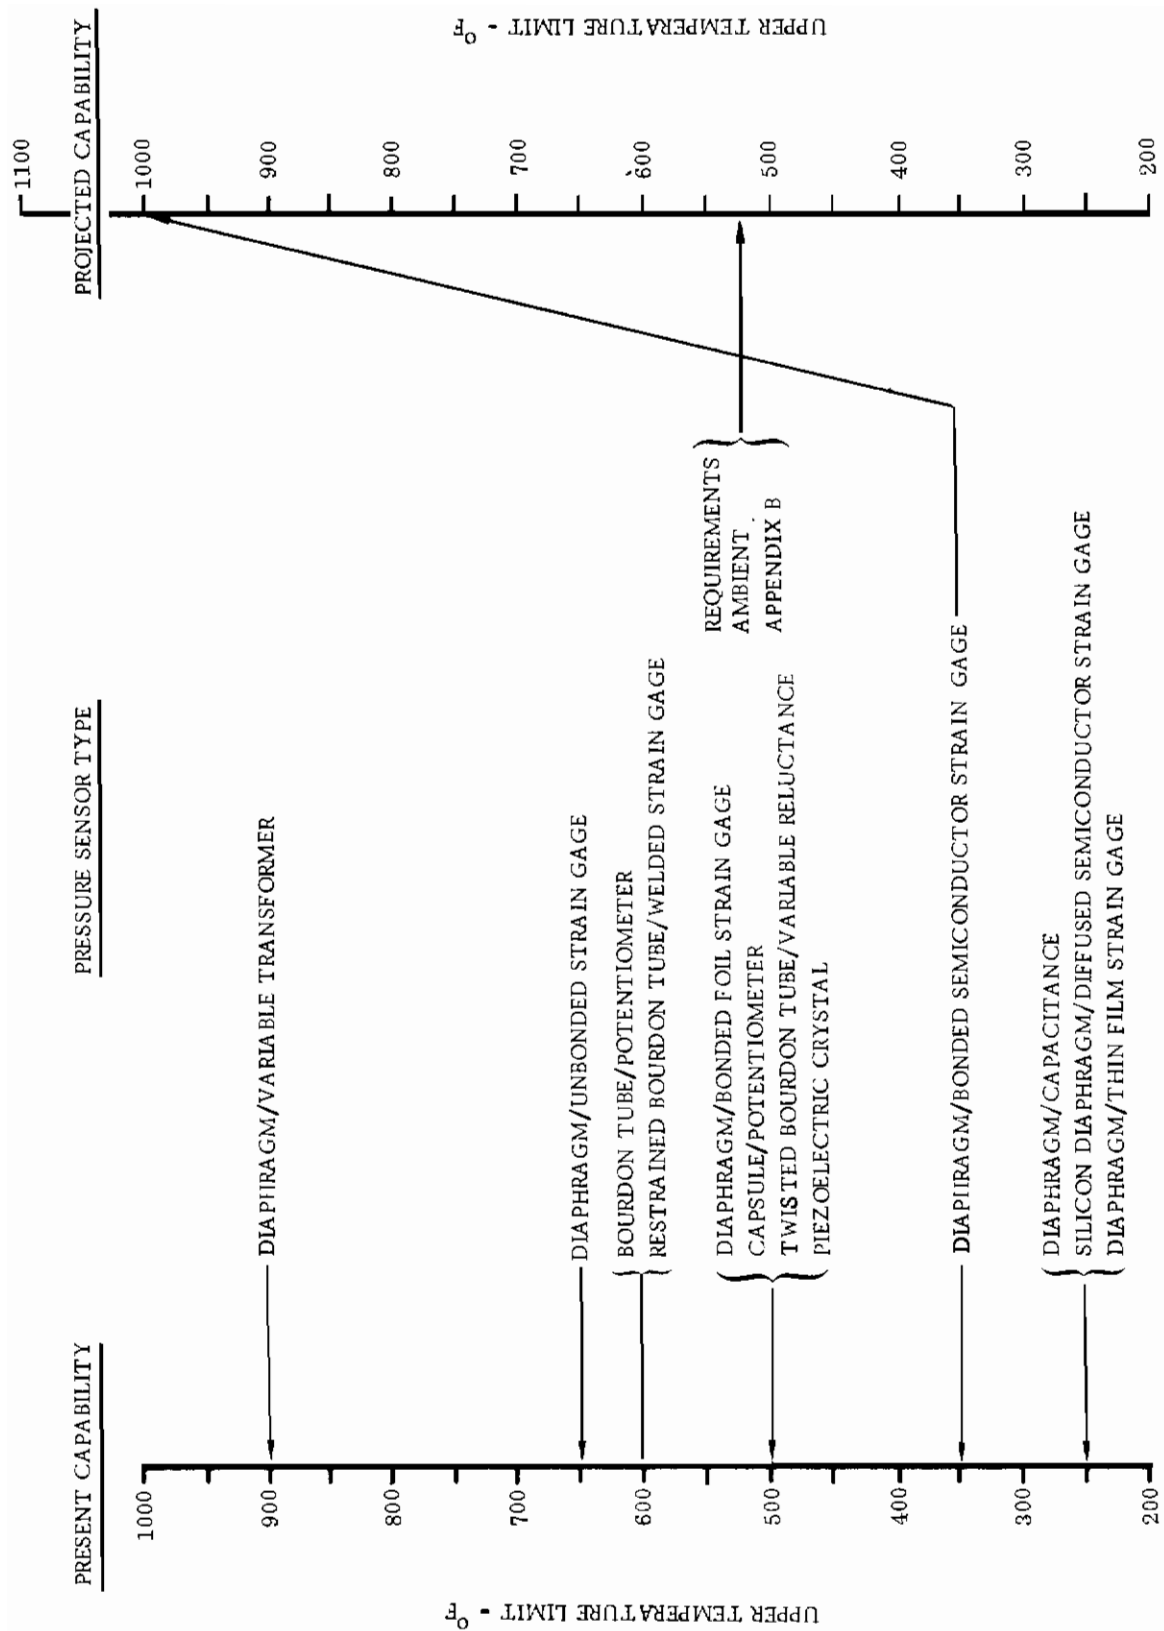 PRESENT CAPABILITY
PRESSURE SENSOR TYPE
PROJECTED CAPABILITY
UPPER TEMPERATURE LIMIT - °F
1000
900
800
700
600
500
400
300
200
DIAPHRAGM/VARIABLE TRANSFORMER
DIAPHRAGM/UNBONDED STRAIN GAGE
BOURDON TUBE/POTENTIOMETER
RESTRAINED BOURDON TUBE/WELDED STRAIN GAGE
DIAPHRAGM/BONDED FOIL STRAIN GAGE
CAPSULE/POTENTIOMETER
TWISTED BOURDON TUBE/VARIABLE RELUCTANCE
PIEZOELECTRIC CRYSTAL
DIAPHRAGM/BONDED SEMICONDUCTOR STRAIN GAGE
DIAPHRAGM/CAPACITANCE
SILICON DIAPHRAGM/DIFFUSED SEMICONDUCTOR STRAIN GAGE
DIAPHRAGM/THIN FILM STRAIN GAGE
REQUIREMENTS
AMBIENT
APPENDIX B
1100
1000
900
800
700
600
500
400
300
200
UPPER TEMPERATURE LIMIT - °F